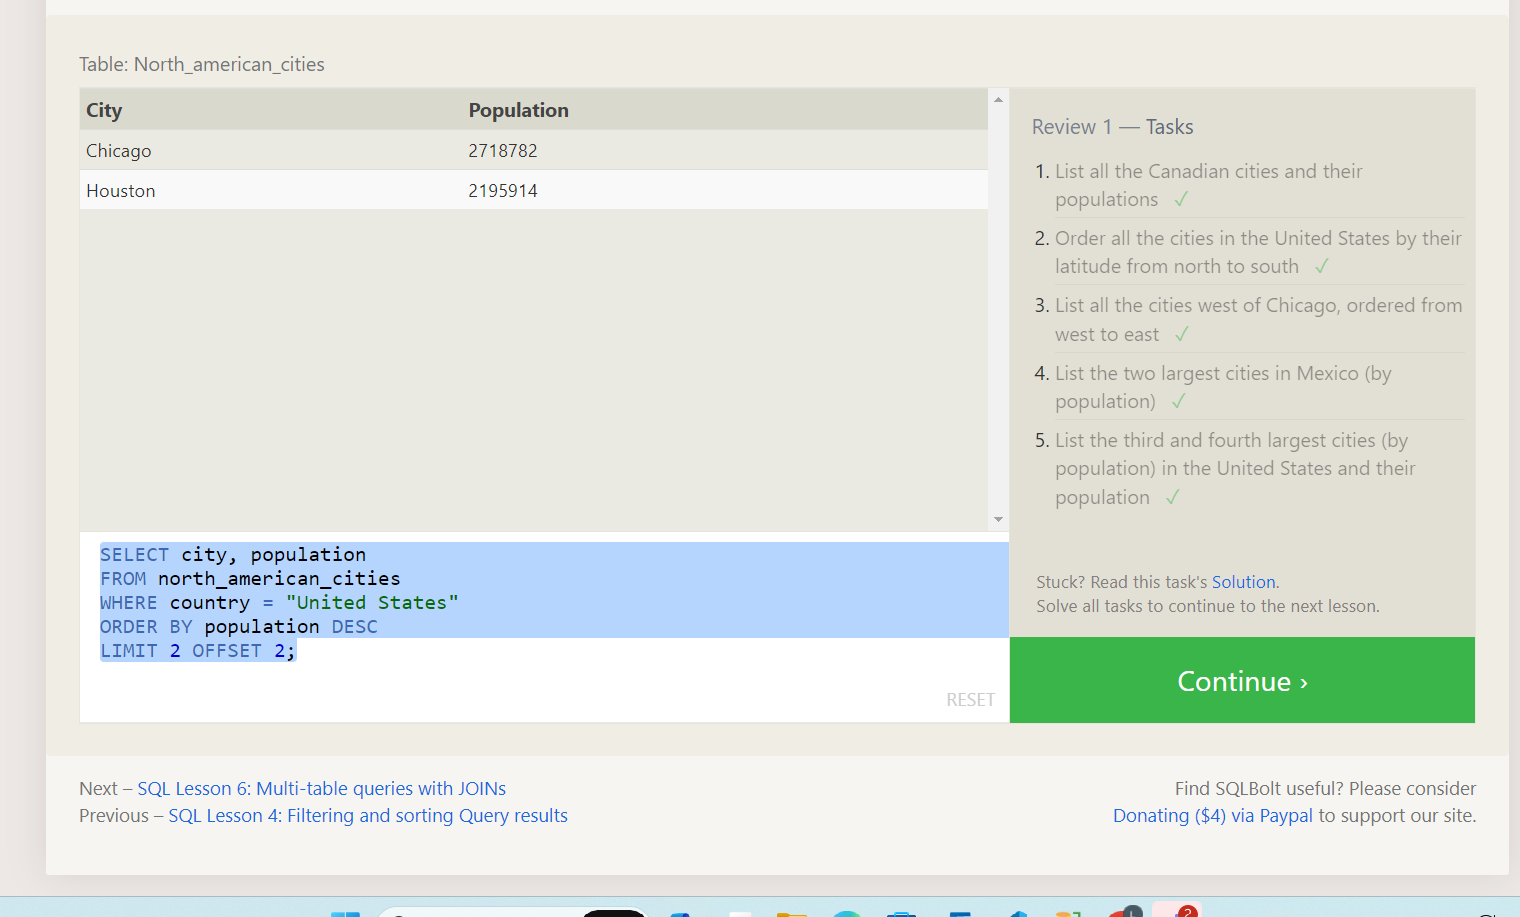 Table: North_american_cities
City Population
Chicago 2718782
Houston 2195914
Review 1 — Tasks
1. List all the Canadian cities and their
populations ✓
2. Order all the cities in the United States by their
latitude from north to south ✓
3. List all the cities west of Chicago, ordered from
west to east ✓
4. List the two largest cities in Mexico (by
population) ✓
5. List the third and fourth largest cities (by
population) in the United States and their
population ✓
Stuck? Read this task's Solution.
Solve all tasks to continue to the next lesson.
SELECT city, population
FROM north_american_cities
WHERE country = "United States"
ORDER BY population DESC
LIMIT 2 OFFSET 2;
RESET
Continue ›
Next – SQL Lesson 6: Multi-table queries with JOINs
Previous – SQL Lesson 4: Filtering and sorting Query results
Find SQLBolt useful? Please consider
Donating ($4) via Paypal to support our site.
2